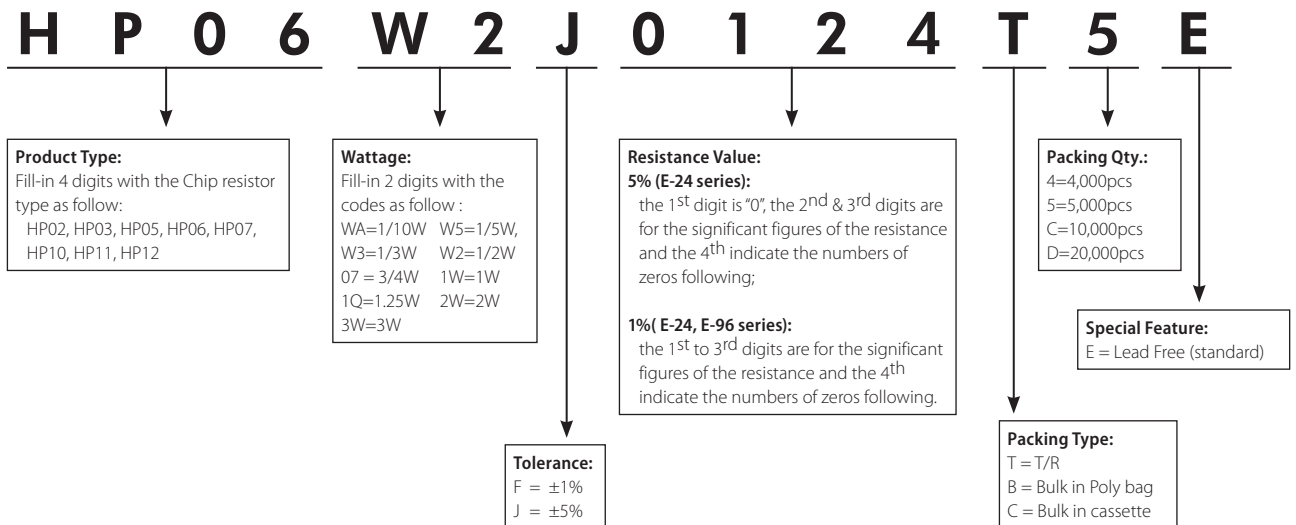 H P 0 6 W 2 J 0 1 2 4 T 5 E
Product Type:
Fill-in 4 digits with the Chip resistor
type as follow:
HP02, HP03, HP05, HP06, HP07,
HP10, HP11, HP12
Wattage:
Fill-in 2 digits with the
codes as follow :
WA=1/10W W5=1/5W,
W3=1/3W W2=1/2W
07 = 3/4W 1W=1W
1Q=1.25W 2W=2W
3W=3W
Resistance Value:
5% (E-24 series):
the 1st digit is “0”, the 2nd & 3rd digits are
for the significant figures of the resistance
and the 4th indicate the numbers of
zeros following;
1%( E-24, E-96 series):
the 1st to 3rd digits are for the significant
figures of the resistance and the 4th
indicate the numbers of zeros following.
Packing Qty.:
4=4,000pcs
5=5,000pcs
C=10,000pcs
D=20,000pcs
Special Feature:
E = Lead Free (standard)
Tolerance:
F = ±1%
J = ±5%
Packing Type:
T = T/R
B = Bulk in Poly bag
C = Bulk in cassette